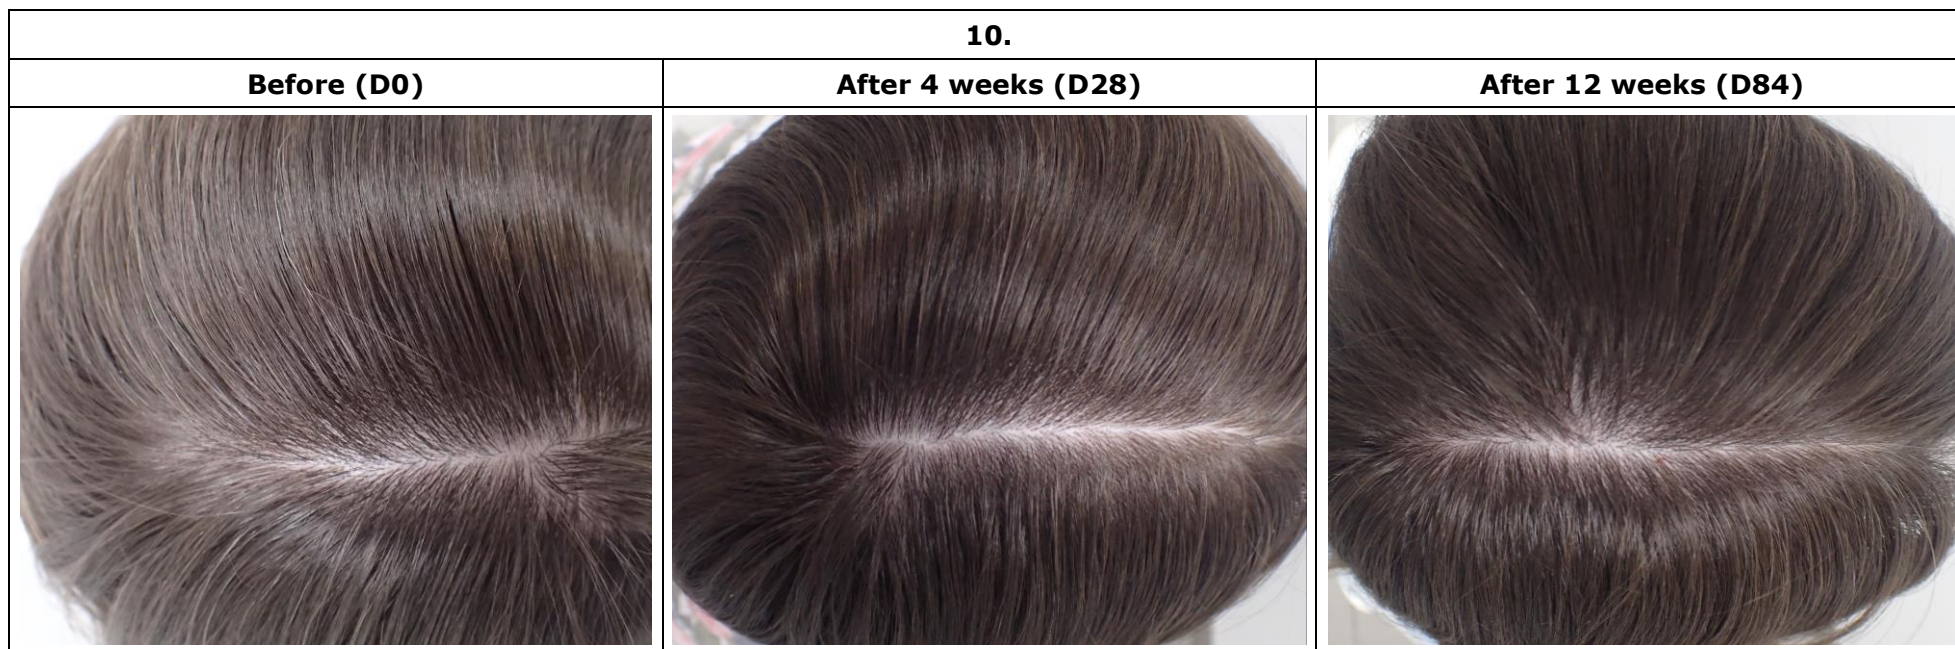 10.
Before (D0)
After 4 weeks (D28)
After 12 weeks (D84)